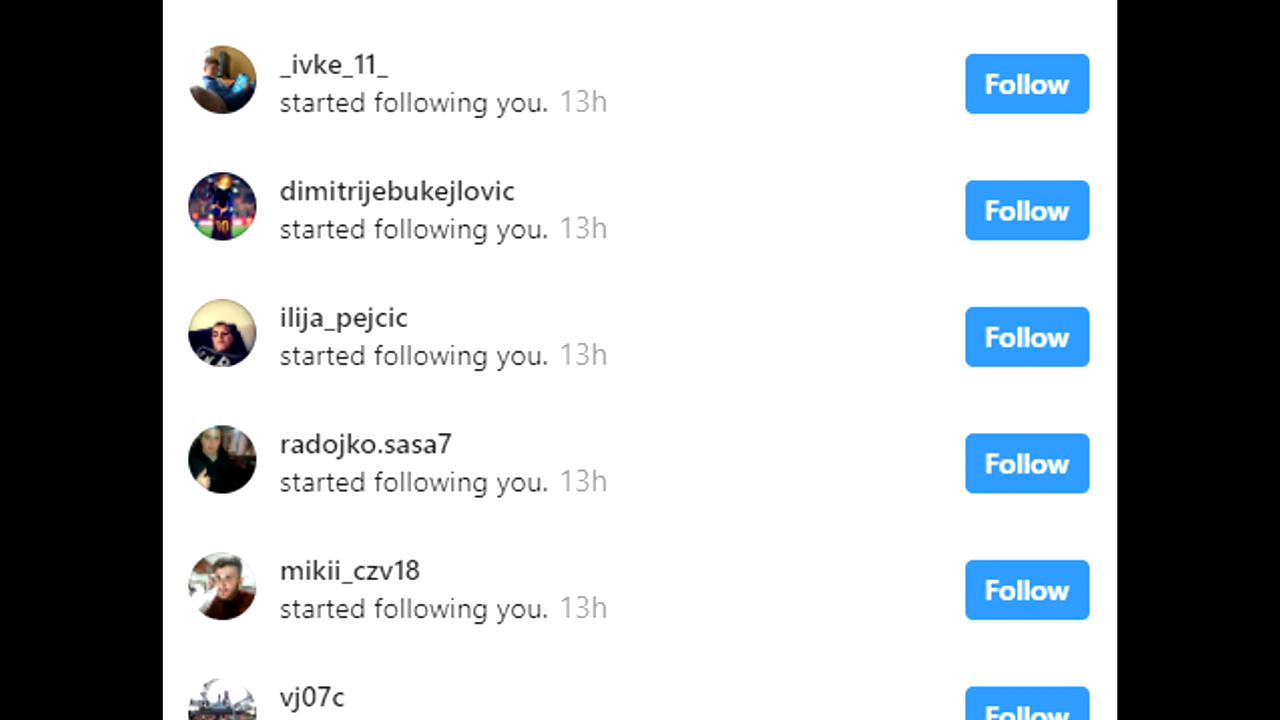 _ivke_11_
started following you. 13h
Follow
dimitrijebukejlovic
started following you. 13h
Follow
ilija_pejcic
started following you. 13h
Follow
radojko.sasa7
started following you. 13h
Follow
mikii_czv18
started following you. 13h
Follow
vj07c
Follow